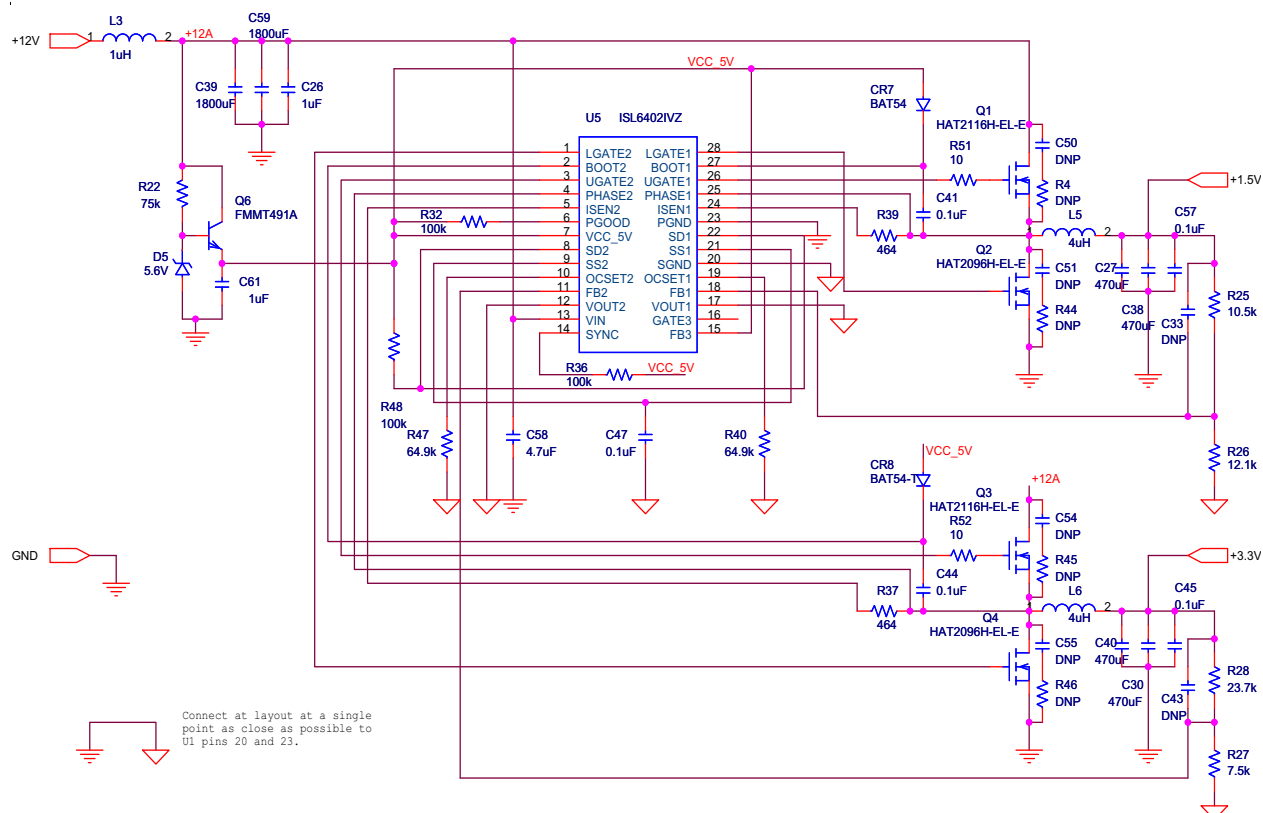 L3
C59
1800uF
+12V
1
2
+12A
1uH
C39
1800uF
C26
1uF
VCC_5V
CR7
BAT54
Q1
HAT2116H-EL-E
C50
DNP
U5 ISL6402IVZ
1 LGATE2 LGATE1 28
2 BOOT2 BOOT1 27
3 UGATE2 UGATE1 26
4 PHASE2 PHASE1 25
5 ISEN2 ISEN1 24
6 PGOOD PGND 23
7 VCC_5V SD1 22
8 SD2 SS1 21
9 SS2 SGND 20
10 OCSET2 OCSET1 19
11 FB2 FB1 18
12 VOUT2 VOUT1 17
13 VIN GATE3 16
14 SYNC FB3 15
R51
10
R4
DNP
+1.5V
R22
75k
Q6
FMMT491A
R32
100k
C41
0.1uF
R39
464
L5
1
2
4uH
C57
0.1uF
D5
5.6V
C61
1uF
Q2
HAT2096H-EL-E
C51
DNP
C27
470uF
R44
DNP
C38
470uF
C33
DNP
R25
10.5k
R36
100k
VCC_5V
R48
100k
R47
64.9k
C58
4.7uF
C47
0.1uF
R40
64.9k
R26
12.1k
VCC_5V
CR8
BAT54-T
+12A
Q3
HAT2116H-EL-E
C54
DNP
R52
10
R45
DNP
GND
+3.3V
C44
0.1uF
R37
464
L6
1
2
4uH
C45
0.1uF
Q4
HAT2096H-EL-E
C55
DNP
C40
470uF
R46
DNP
C30
470uF
C43
DNP
R28
23.7k
R27
7.5k
Connect at layout at a single
point as close as possible to
U1 pins 20 and 23.